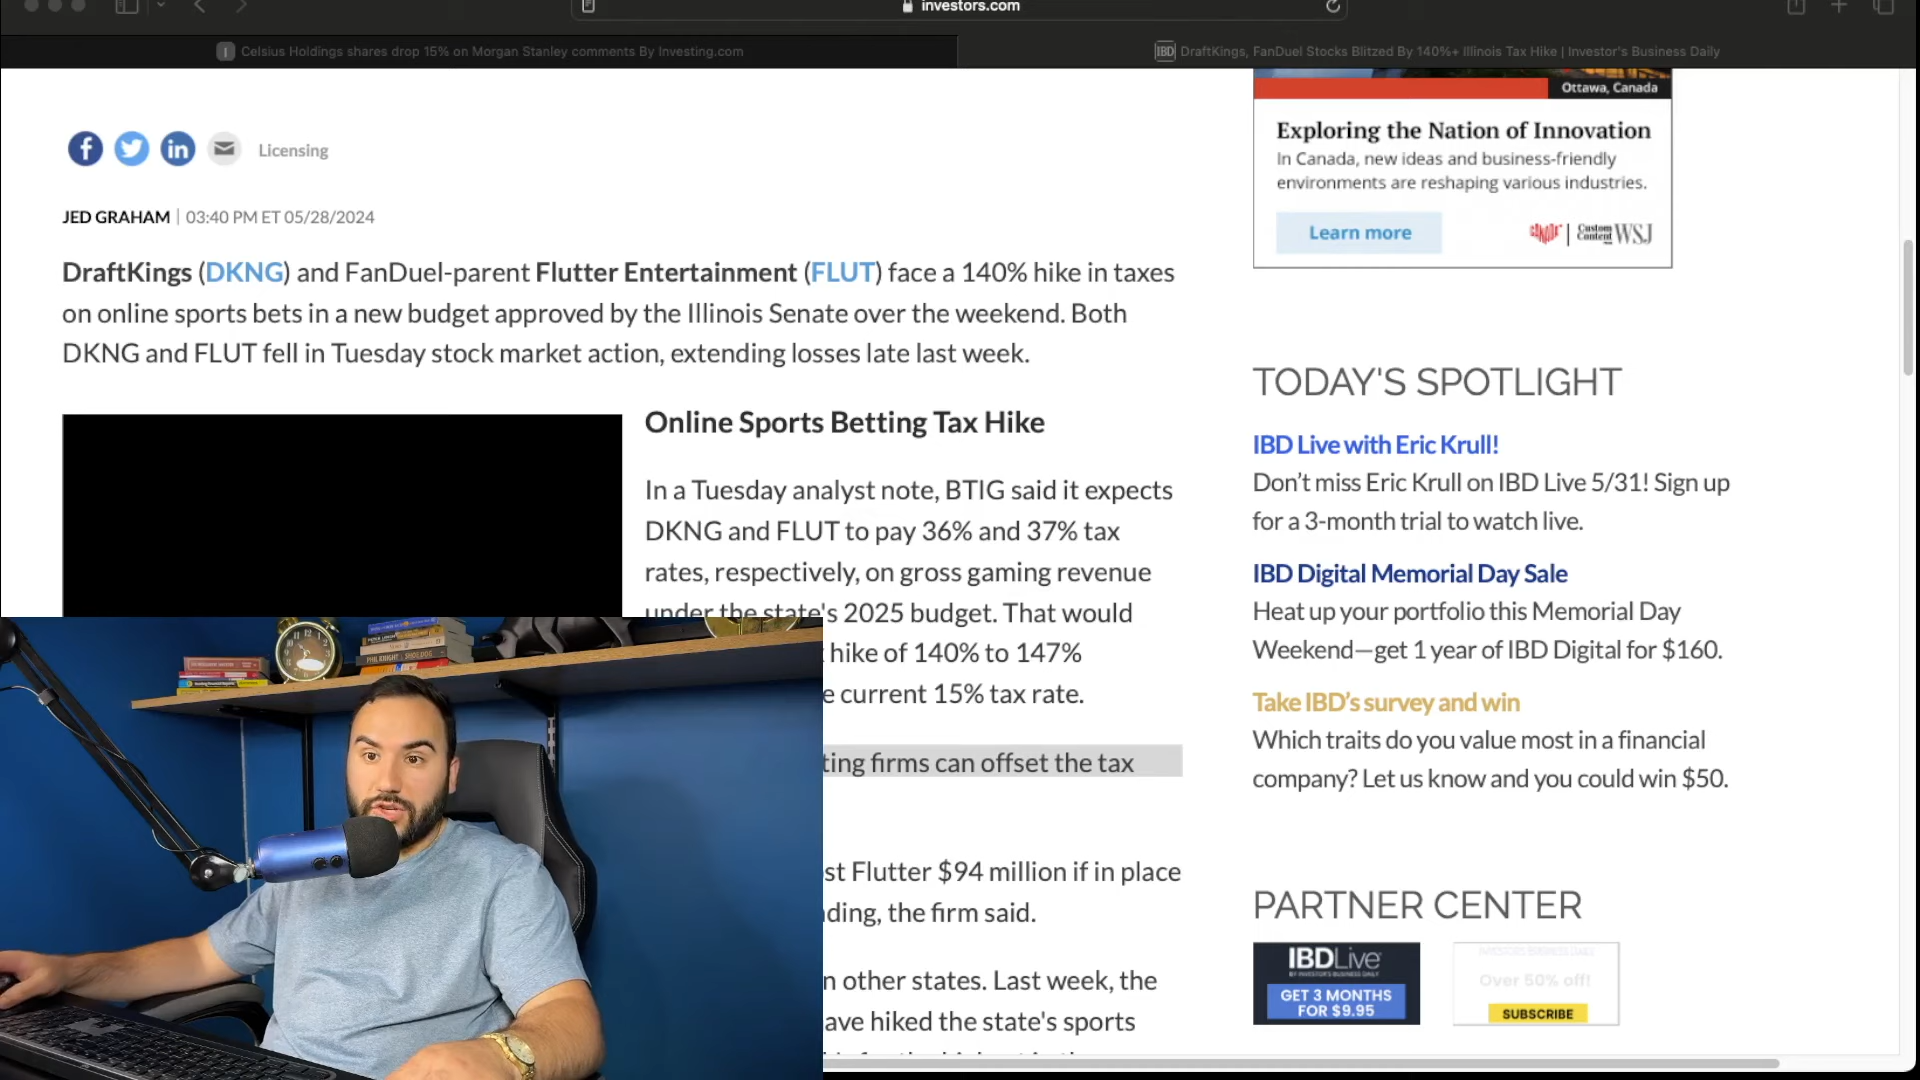 investors.com
Celsius Holdings shares drop 15% on Morgan Stanley comments By Investing.com
IBD DraftKings, FanDuel Stocks Blitzed By 140%+ Illinois Tax Hike | Investor's Business Daily
Licensing
JED GRAHAM | 03:40 PM ET 05/28/2024
DraftKings (DKNG) and FanDuel-parent Flutter Entertainment (FLUT) face a 140% hike in taxes
on online sports bets in a new budget approved by the Illinois Senate over the weekend. Both
DKNG and FLUT fell in Tuesday stock market action, extending losses late last week.
Online Sports Betting Tax Hike
In a Tuesday analyst note, BTIG said it expects
DKNG and FLUT to pay 36% and 37% tax
rates, respectively, on gross gaming revenue
under the state's 2025 budget. That would
hike of 140% to 147%
current 15% tax rate.
ting firms can offset the tax
st Flutter $94 million if in place
ding, the firm said.
n other states. Last week, the
ave hiked the state's sports
PHIL KNIGHT SHOE DOG
Ottawa, Canada
Exploring the Nation of Innovation
In Canada, new ideas and business-friendly
environments are reshaping various industries.
Learn more
CANADA | Custom Content WSJ
TODAY'S SPOTLIGHT
IBD Live with Eric Krull!
Don't miss Eric Krull on IBD Live 5/31! Sign up
for a 3-month trial to watch live.
IBD Digital Memorial Day Sale
Heat up your portfolio this Memorial Day
Weekend—get 1 year of IBD Digital for $160.
Take IBD's survey and win
Which traits do you value most in a financial
company? Let us know and you could win $50.
PARTNER CENTER
IBDLive
BY INVESTOR'S BUSINESS DAILY
GET 3 MONTHS
FOR $9.95
INVESTOR'S BUSINESS DAILY
Over 50% off!
SUBSCRIBE